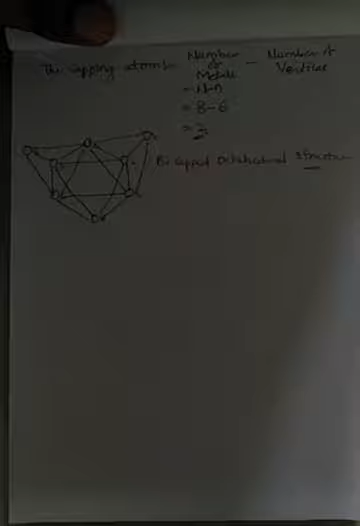 The capping atoms = Number of Metals - Number of Vertices
= M-n
= 8-6
= 2
Bi capped Octahedral structure